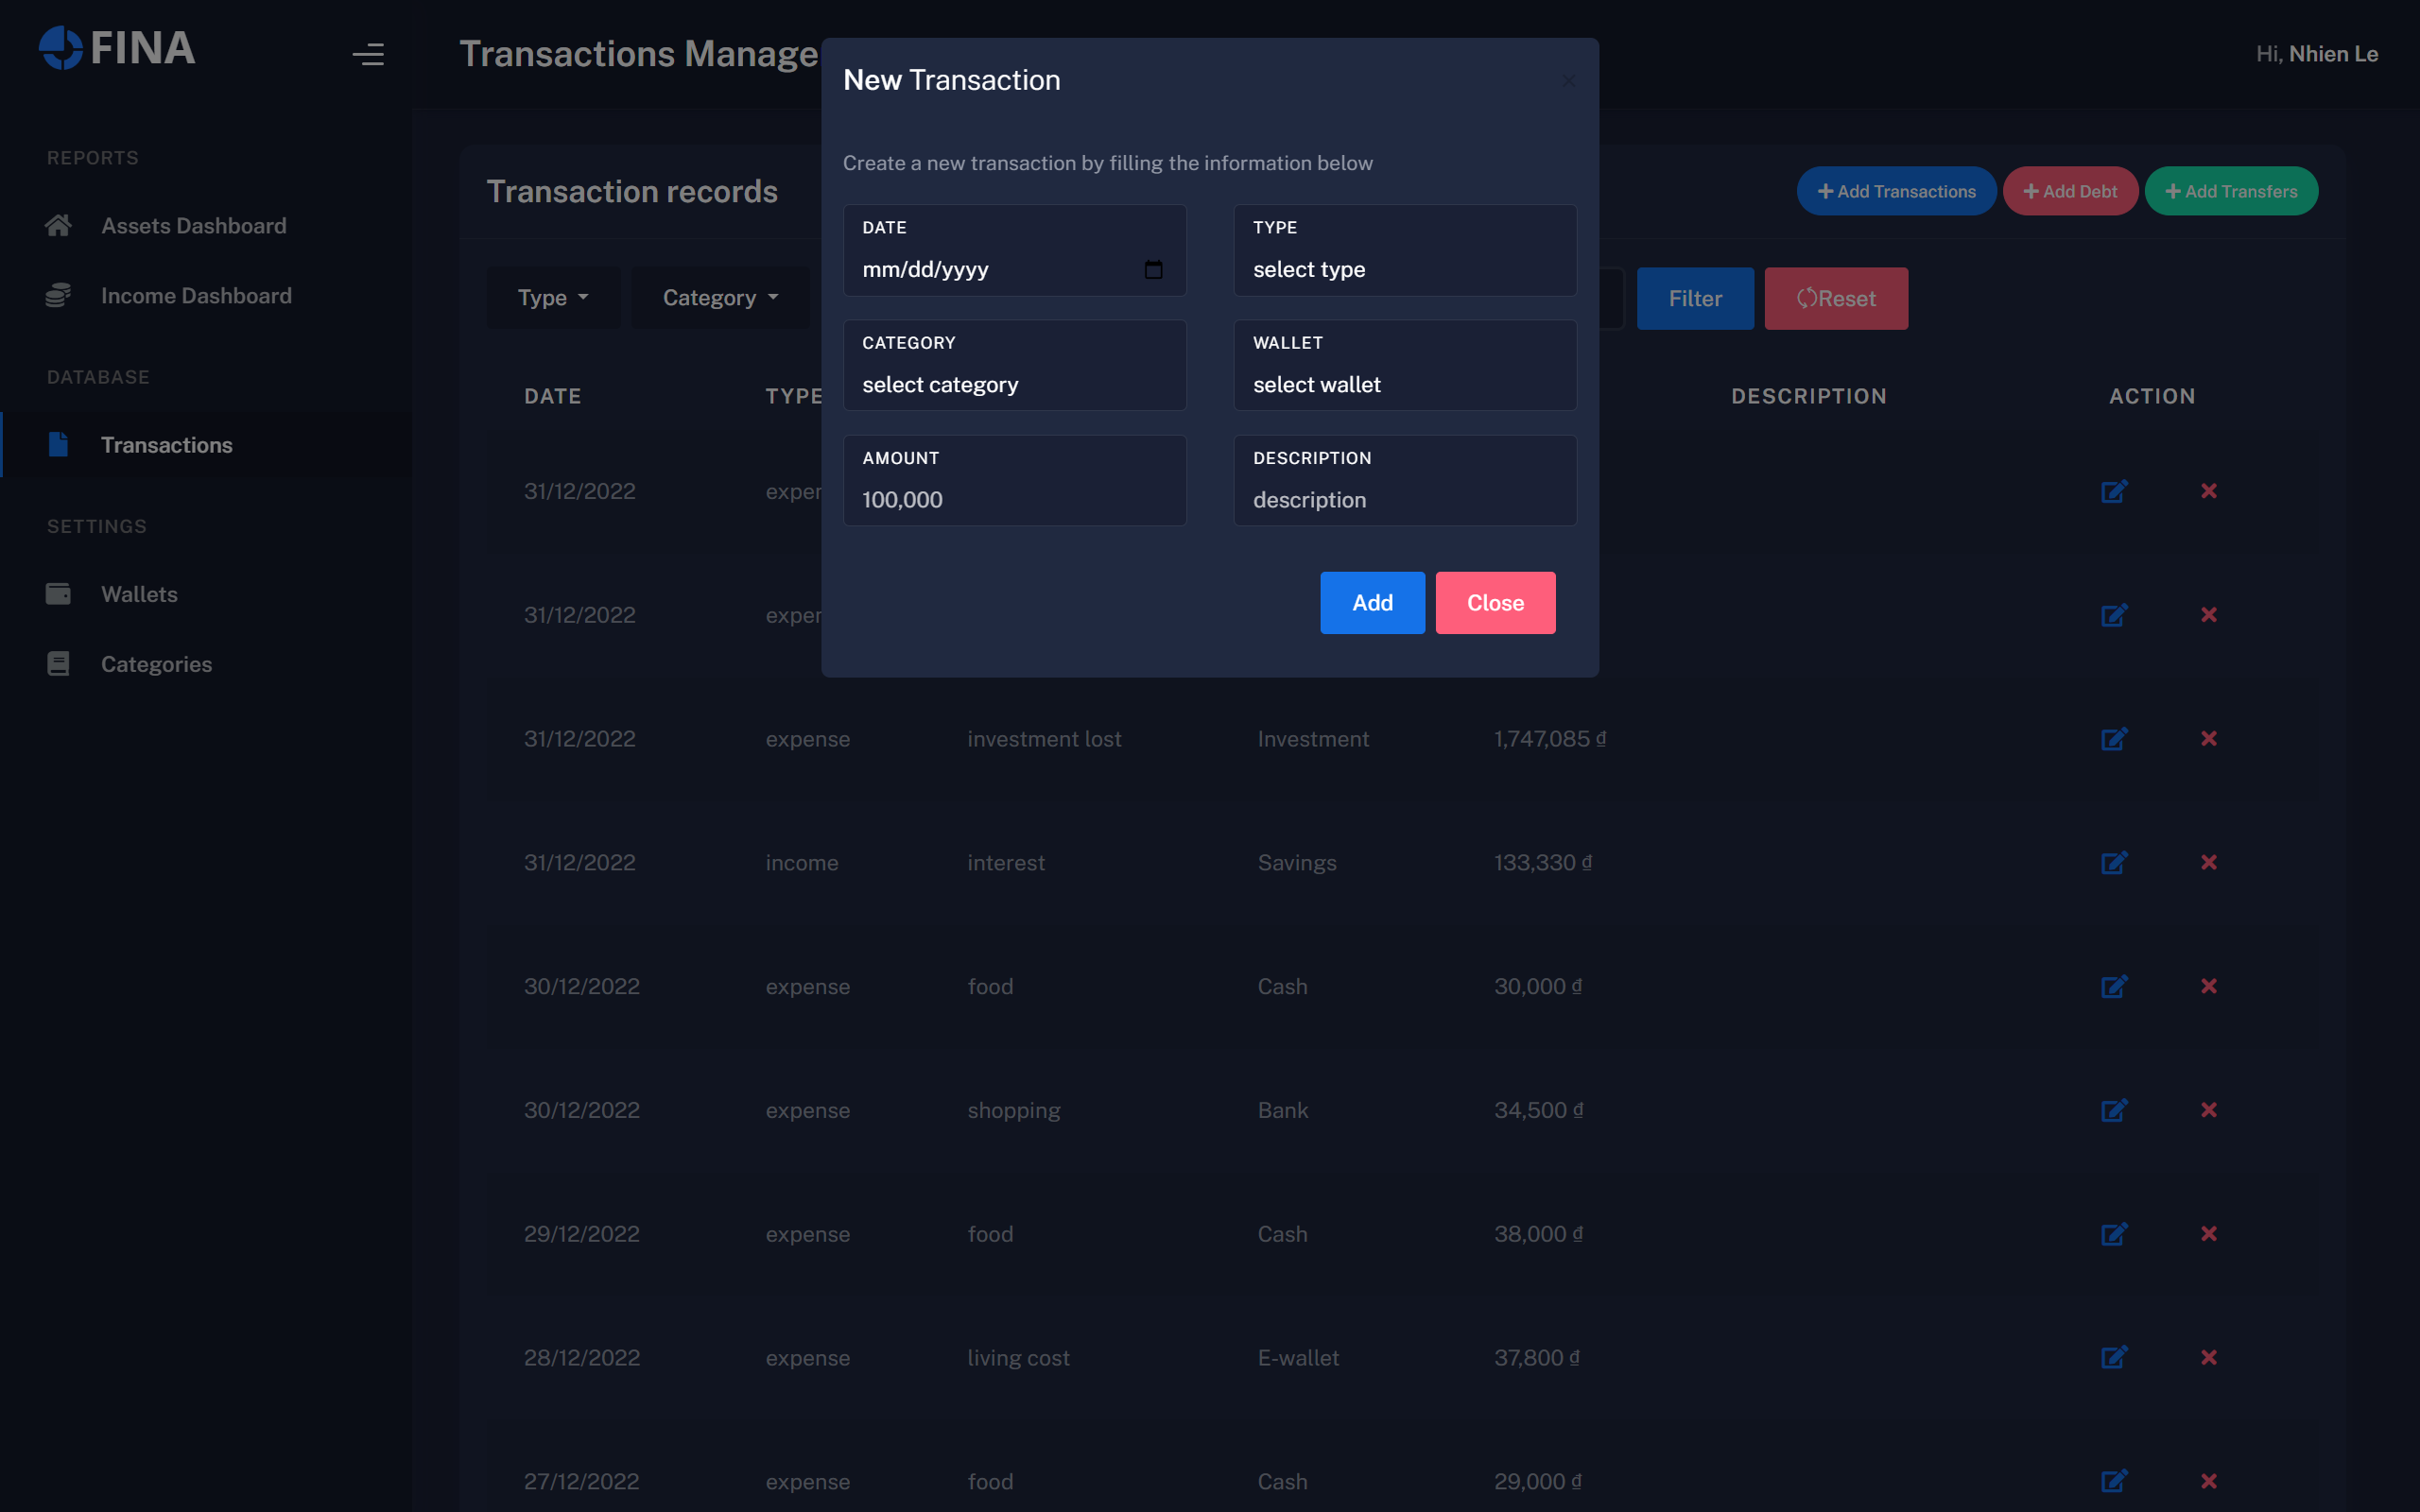 FINA
Transactions Manage
Hi, Nhien Le
REPORTS
Assets Dashboard
Income Dashboard
DATABASE
Transactions
SETTINGS
Wallets
Categories
New Transaction
×
Create a new transaction by filling the information below
DATE
mm/dd/yyyy
TYPE
select type
CATEGORY
select category
WALLET
select wallet
AMOUNT
100,000
DESCRIPTION
description
Add Close
Transaction records
Add Transactions Add Debt Add Transfers
Type Category Filter Reset
DATE TYPE DESCRIPTION ACTION
31/12/2022 exper
31/12/2022 exper
31/12/2022 expense investment lost Investment 1,747,085 ₫
31/12/2022 income interest Savings 133,330 ₫
30/12/2022 expense food Cash 30,000 ₫
30/12/2022 expense shopping Bank 34,500 ₫
29/12/2022 expense food Cash 38,000 ₫
28/12/2022 expense living cost E-wallet 37,800 ₫
27/12/2022 expense food Cash 29,000 ₫